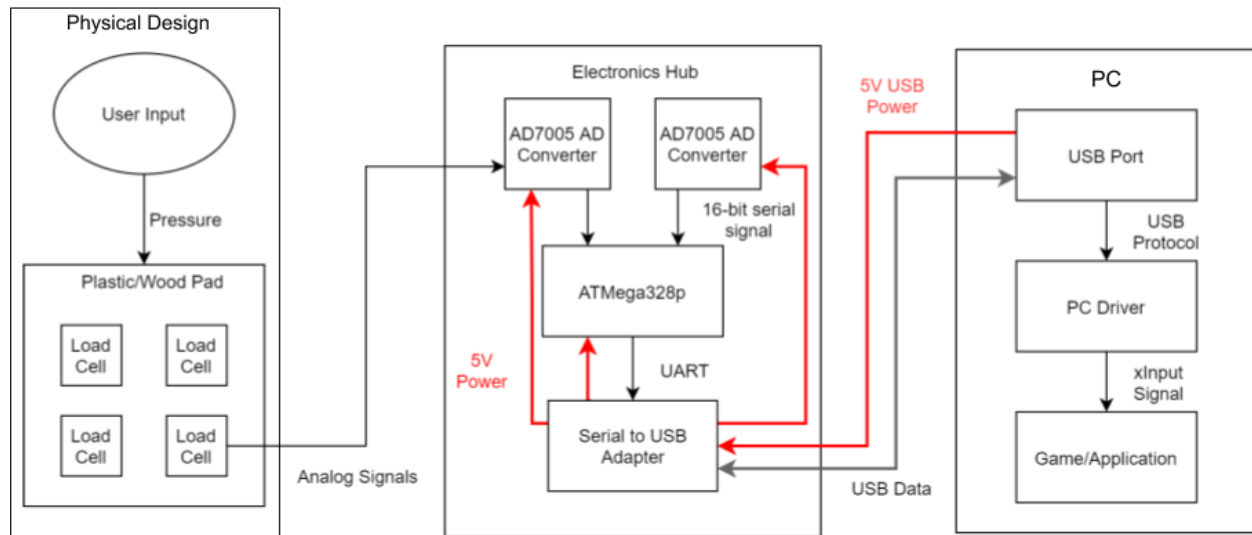 Physical Design
User Input
Pressure
Plastic/Wood Pad
Load
Cell
Load
Cell
Load
Cell
Load
Cell
Analog Signals
Electronics Hub
AD7005 AD
Converter
AD7005 AD
Converter
16-bit serial
signal
ATMega328p
5V
Power
UART
Serial to USB
Adapter
5V USB
Power
USB Data
PC
USB Port
USB
Protocol
PC Driver
xInput
Signal
Game/Application